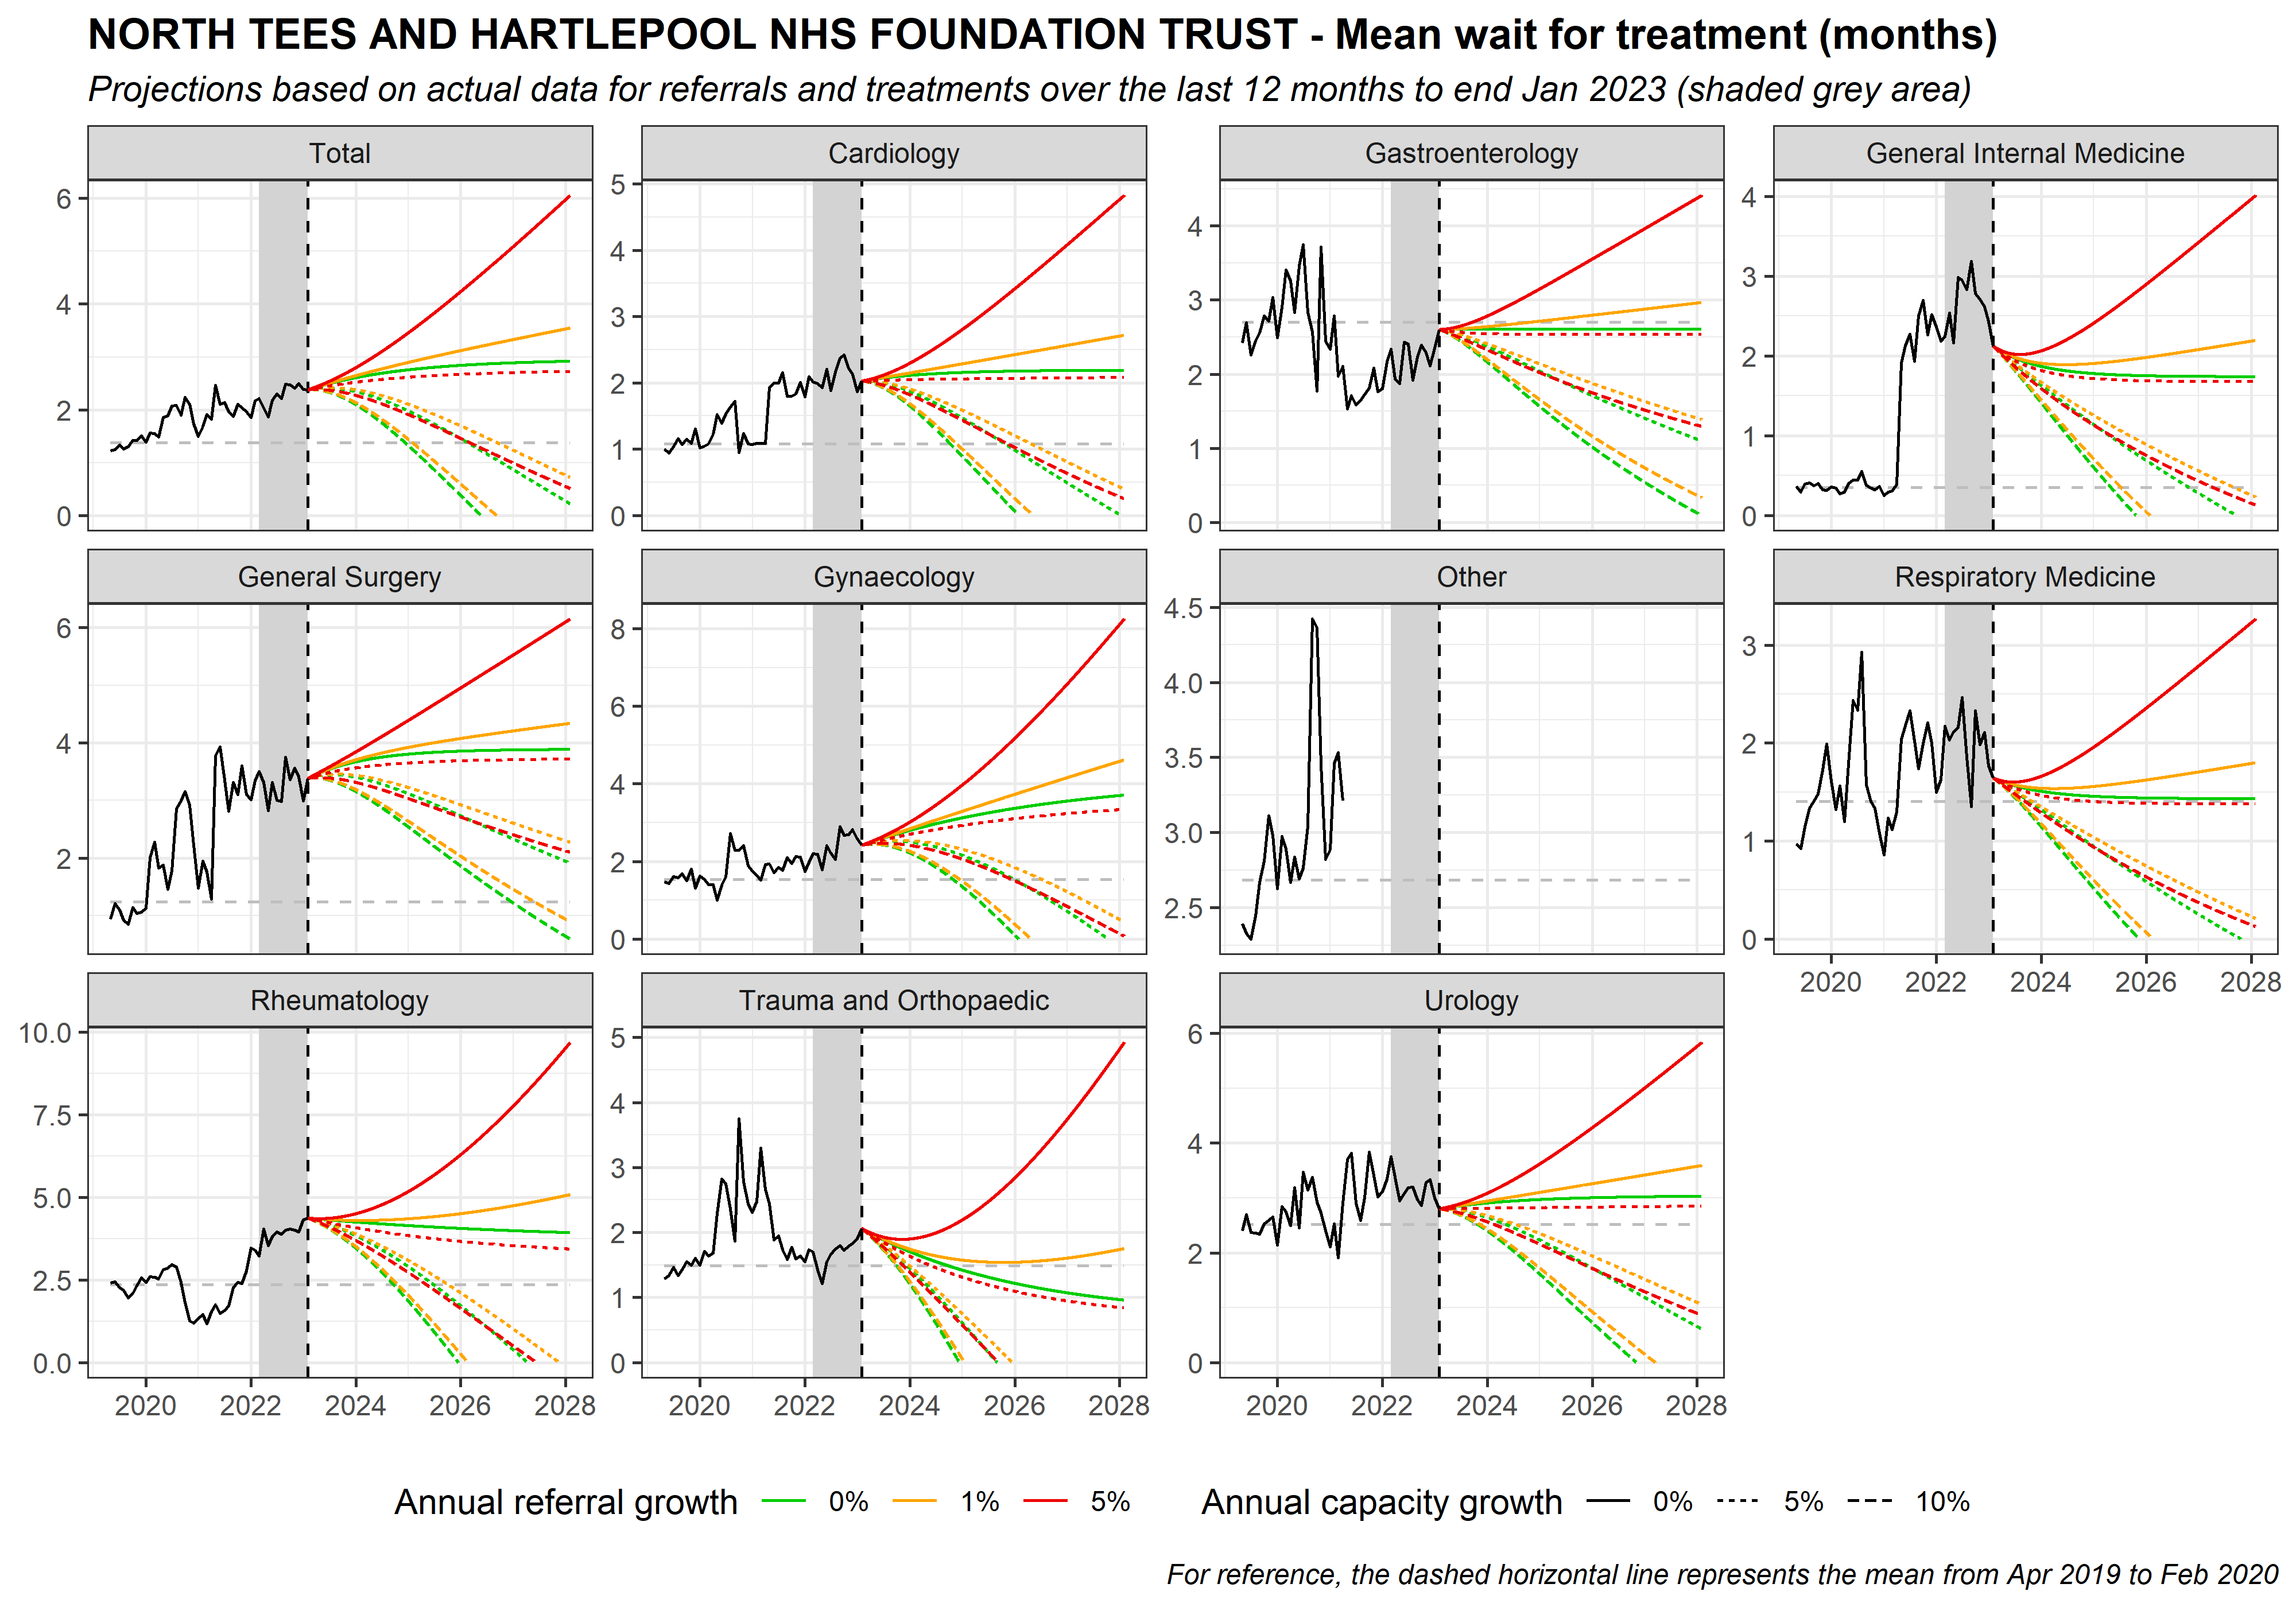 NORTH TEES AND HARTLEPOOL NHS FOUNDATION TRUST - Mean wait for treatment (months)
Projections based on actual data for referrals and treatments over the last 12 months to end Jan 2023 (shaded grey area)
Total
6
4
2
0
Cardiology
5
4
3
2
1
0
Gastroenterology
4
3
2
1
0
General Internal Medicine
4
3
2
1
0
General Surgery
6
4
2
Gynaecology
8
6
4
2
0
Other
4.5
4.0
3.5
3.0
2.5
Respiratory Medicine
3
2
1
0
2020 2022 2024 2026 2028
Rheumatology
10.0
7.5
5.0
2.5
0.0
2020 2022 2024 2026 2028
Trauma and Orthopaedic
5
4
3
2
1
0
2020 2022 2024 2026 2028
Urology
6
4
2
0
2020 2022 2024 2026 2028
Annual referral growth 0% 1% 5%
Annual capacity growth 0% 5% 10%
For reference, the dashed horizontal line represents the mean from Apr 2019 to Feb 2020